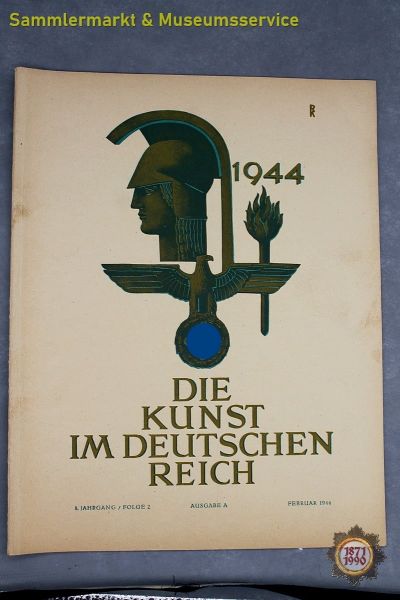 Sammlermarkt & Museumsservice
1944
DIE
KUNST
IM DEUTSCHEN
REICH
8. JAHRGANG / FOLGE 2 AUSGABE A FEBRUAR 1944
1871
1990